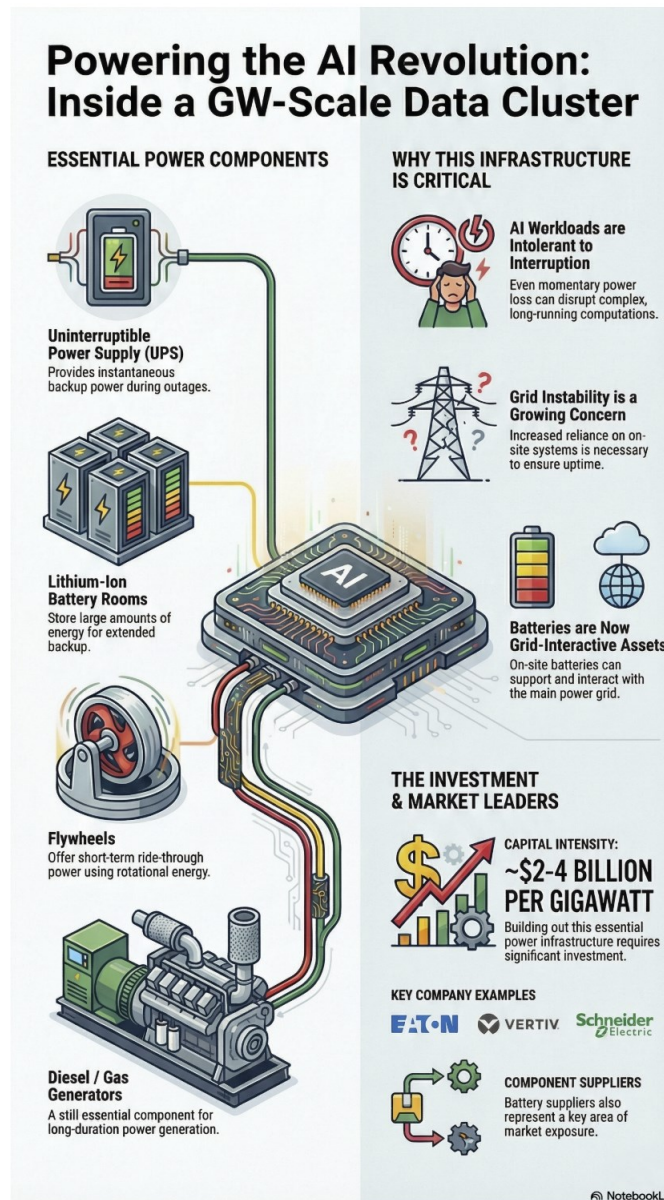 Powering the AI Revolution:
Inside a GW-Scale Data Cluster
ESSENTIAL POWER COMPONENTS
Uninterruptible
Power Supply (UPS)
Provides instantaneous
backup power during outages.
Lithium-Ion
Battery Rooms
Store large amounts of
energy for extended
backup.
Flywheels
Offer short-term ride-through
power using rotational energy.
Diesel / Gas
Generators
A still essential component for
long-duration power generation.
AI
WHY THIS INFRASTRUCTURE
IS CRITICAL
AI Workloads are
Intolerant to
Interruption
Even momentary power
loss can disrupt complex,
long-running computations.
? ? ?
Grid Instability is a
Growing Concern
Increased reliance on on-
site systems is necessary
to ensure uptime.
Batteries are Now
Grid-Interactive Assets
On-site batteries can
support and interact with
the main power grid.
THE INVESTMENT
& MARKET LEADERS
$
CAPITAL INTENSITY:
~$2-4 BILLION
PER GIGAWATT
Building out this essential
power infrastructure requires
significant investment.
KEY COMPANY EXAMPLES
EATON
VERTIV
Schneider
Electric
COMPONENT SUPPLIERS
Battery suppliers also
represent a key area of
market exposure.
NotebookL